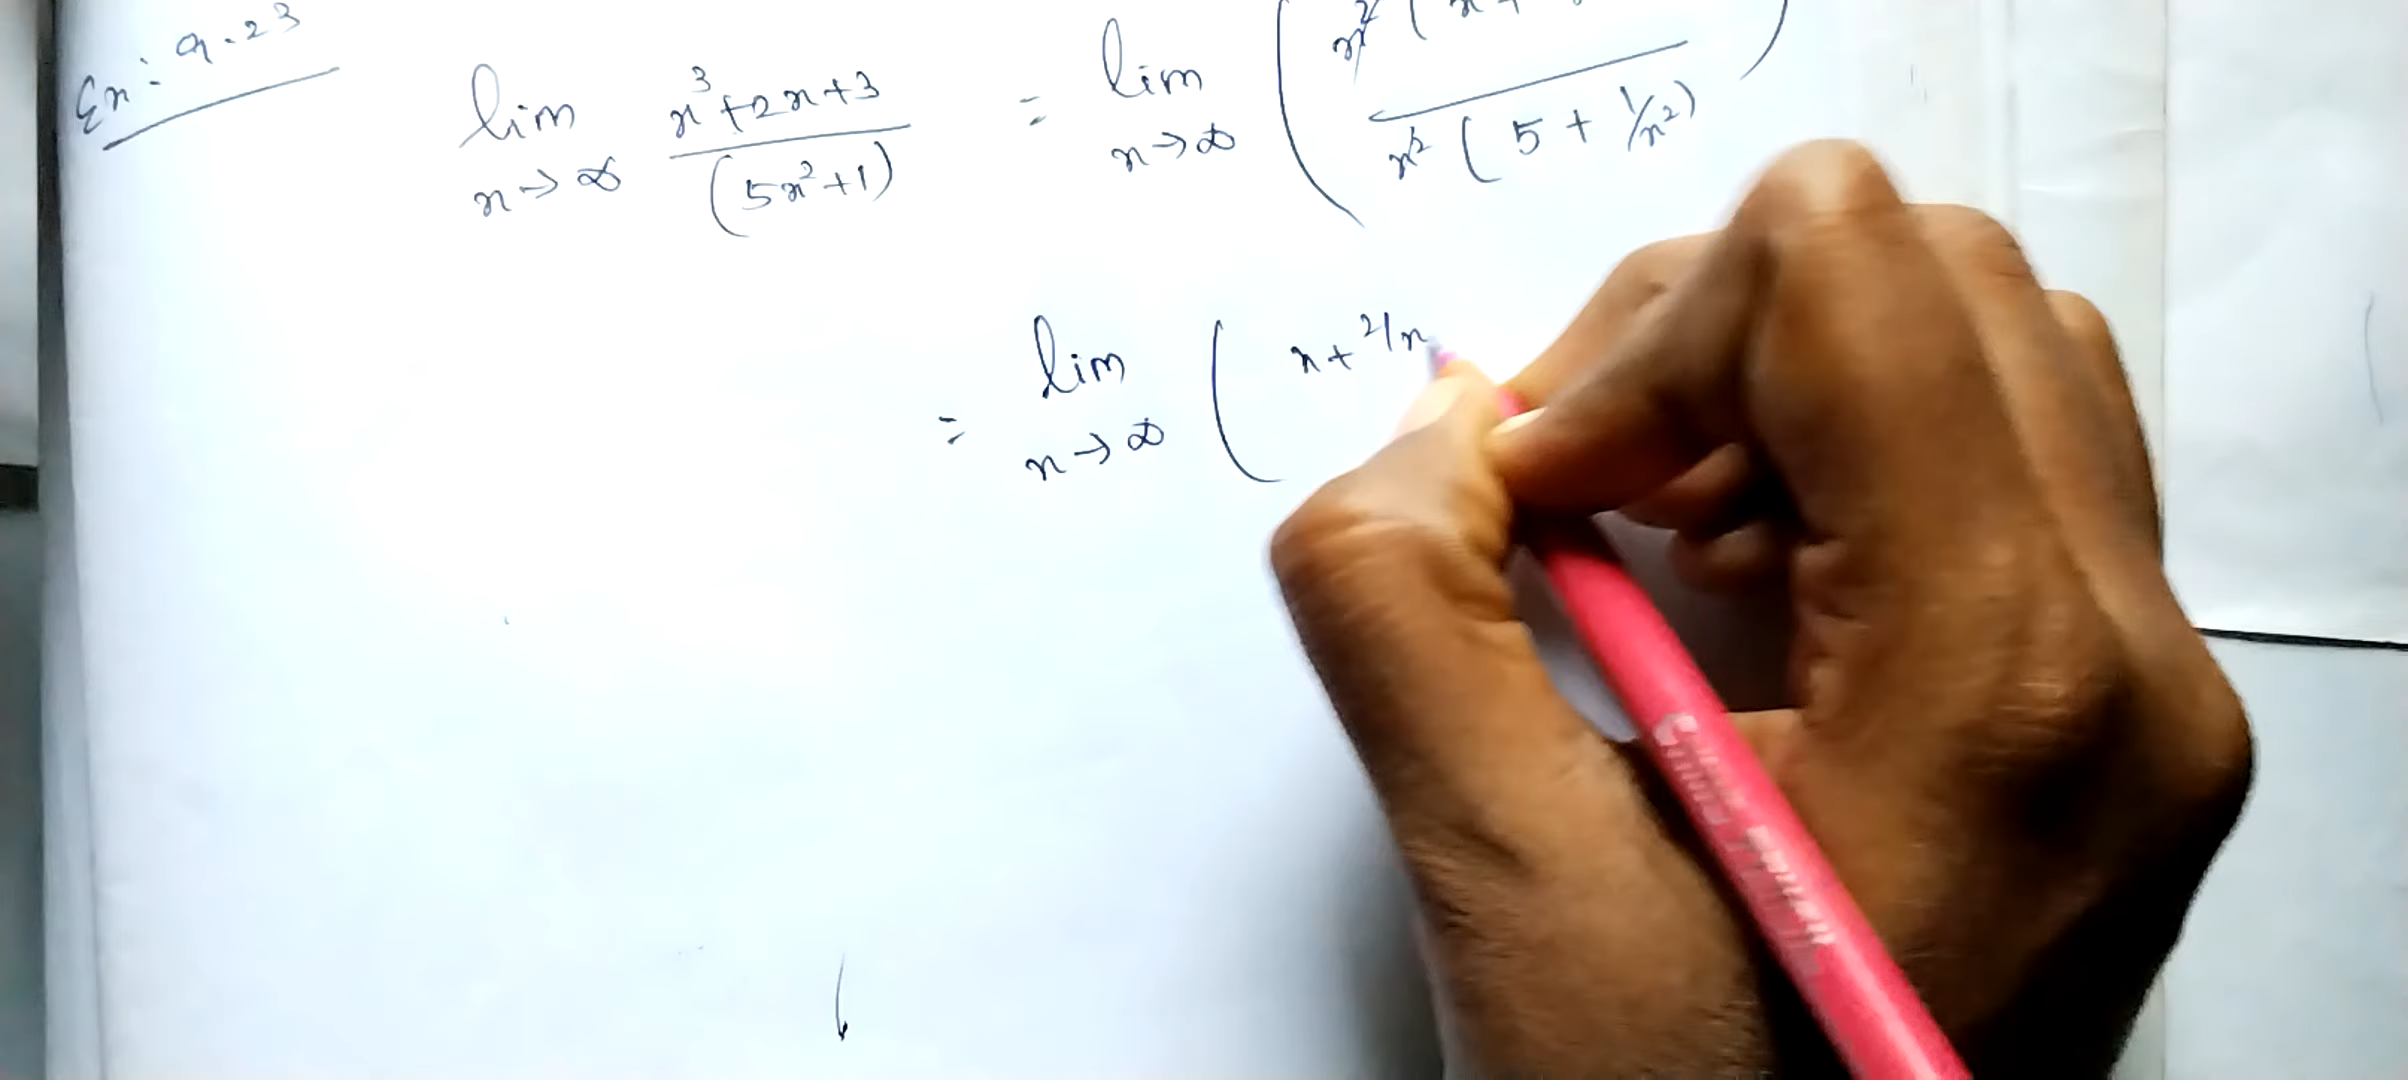 Ex: 9.23
lim x→∞ x³+2x+3 / (5x²+1) = lim x→∞ ( x² (x+ / x² (5 + 1/x²) )
= lim x→∞ ( x + 2/x